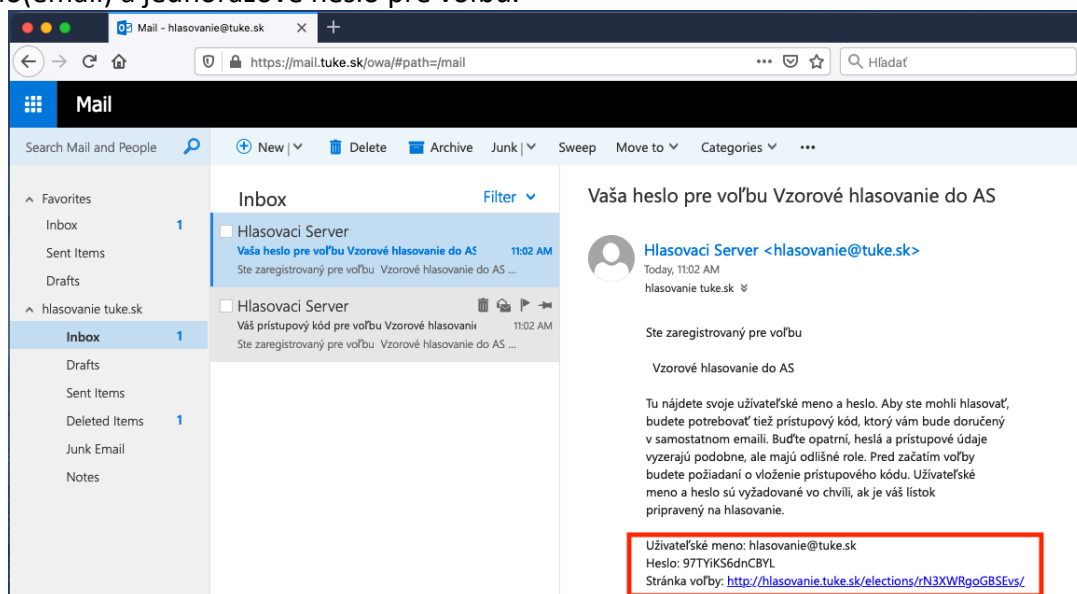 o(email) a jednorazové heslo pre voľbu.
Mail - hlasovanie@tuke.sk
https://mail.tuke.sk/owa/#path=/mail
Hľadať
Mail
Search Mail and People
New
Delete
Archive
Junk
Sweep
Move to
Categories
Favorites
Inbox 1
Sent Items
Drafts
hlasovanie tuke.sk
Inbox 1
Drafts
Sent Items
Deleted Items 1
Junk Email
Notes
Inbox
Filter
Hlasovaci Server
Vaša heslo pre voľbu Vzorové hlasovanie do AS 11:02 AM
Ste zaregistrovaný pre voľbu Vzorové hlasovanie do AS ...
Hlasovaci Server
Váš prístupový kód pre voľbu Vzorové hlasovanie 11:02 AM
Ste zaregistrovaný pre voľbu Vzorové hlasovanie do AS ...
Vaša heslo pre voľbu Vzorové hlasovanie do AS
Hlasovaci Server <hlasovanie@tuke.sk>
Today, 11:02 AM
hlasovanie tuke.sk
Ste zaregistrovaný pre voľbu
Vzorové hlasovanie do AS
Tu nájdete svoje užívateľské meno a heslo. Aby ste mohli hlasovať,
budete potrebovať tiež prístupový kód, ktorý vám bude doručený
v samostatnom emaili. Buďte opatrní, heslá a prístupové údaje
vyzerajú podobne, ale majú odlišné role. Pred začatím voľby
budete požiadaní o vloženie prístupového kódu. Užívateľské
meno a heslo sú vyžadované vo chvíli, ak je váš lístok
pripravený na hlasovanie.
Uživateľské meno: hlasovanie@tuke.sk
Heslo: 97TYiKS6dnCBYL
Stránka voľby: http://hlasovanie.tuke.sk/elections/rN3XWRgoGBSEvs/